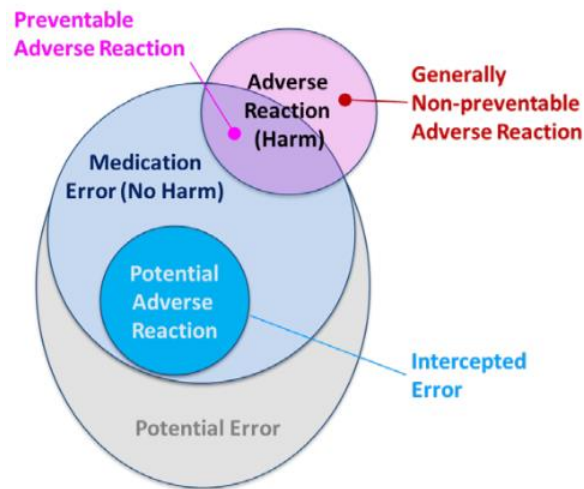 Preventable
Adverse Reaction
Adverse
Reaction
(Harm)
Generally
Non-preventable
Adverse Reaction
Medication
Error (No Harm)
Potential
Adverse
Reaction
Intercepted
Error
Potential Error